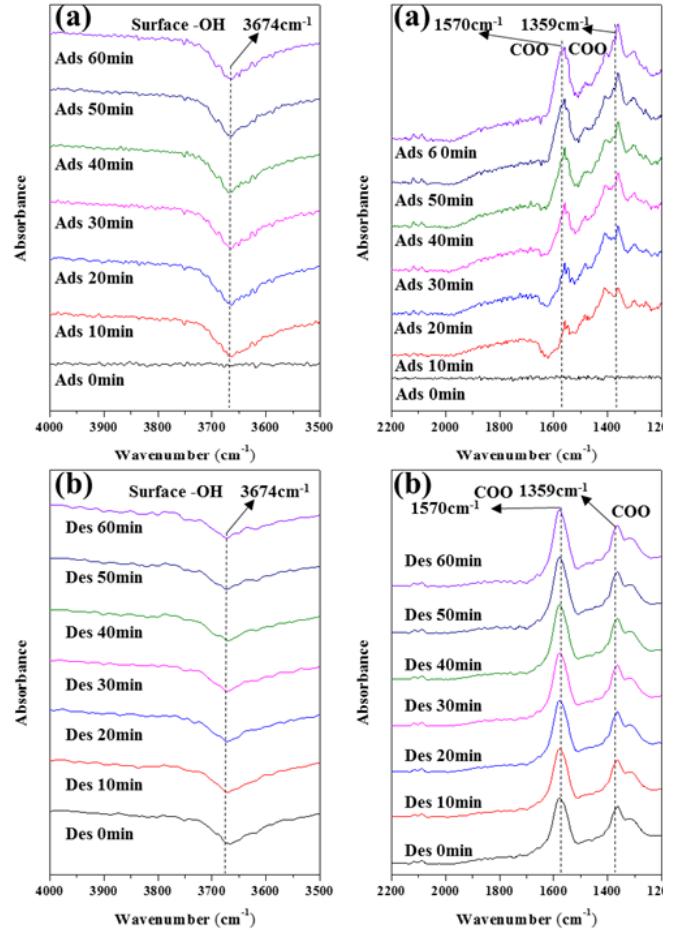 (a)
Surface -OH
3674cm-1
Ads 60min
Ads 50min
Ads 40min
Ads 30min
Ads 20min
Ads 10min
Ads 0min
Absorbance
4000 3900 3800 3700 3600 3500
Wavenumber (cm-1)
(a)
1570cm-1
1359cm-1
COO
COO
Ads 6 0min
Ads 50min
Ads 40min
Ads 30min
Ads 20min
Ads 10min
Ads 0min
Absorbance
2200 2000 1800 1600 1400 120
Wavenumber (cm-1)
(b)
Surface -OH
3674cm-1
Des 60min
Des 50min
Des 40min
Des 30min
Des 20min
Des 10min
Des 0min
Absorbance
4000 3900 3800 3700 3600 3500
Wavenumber (cm-1)
(b)
COO
1359cm-1
1570cm-1
COO
Des 60min
Des 50min
Des 40min
Des 30min
Des 20min
Des 10min
Des 0min
Absorbance
2200 2000 1800 1600 1400 120
Wavenumber (cm-1)